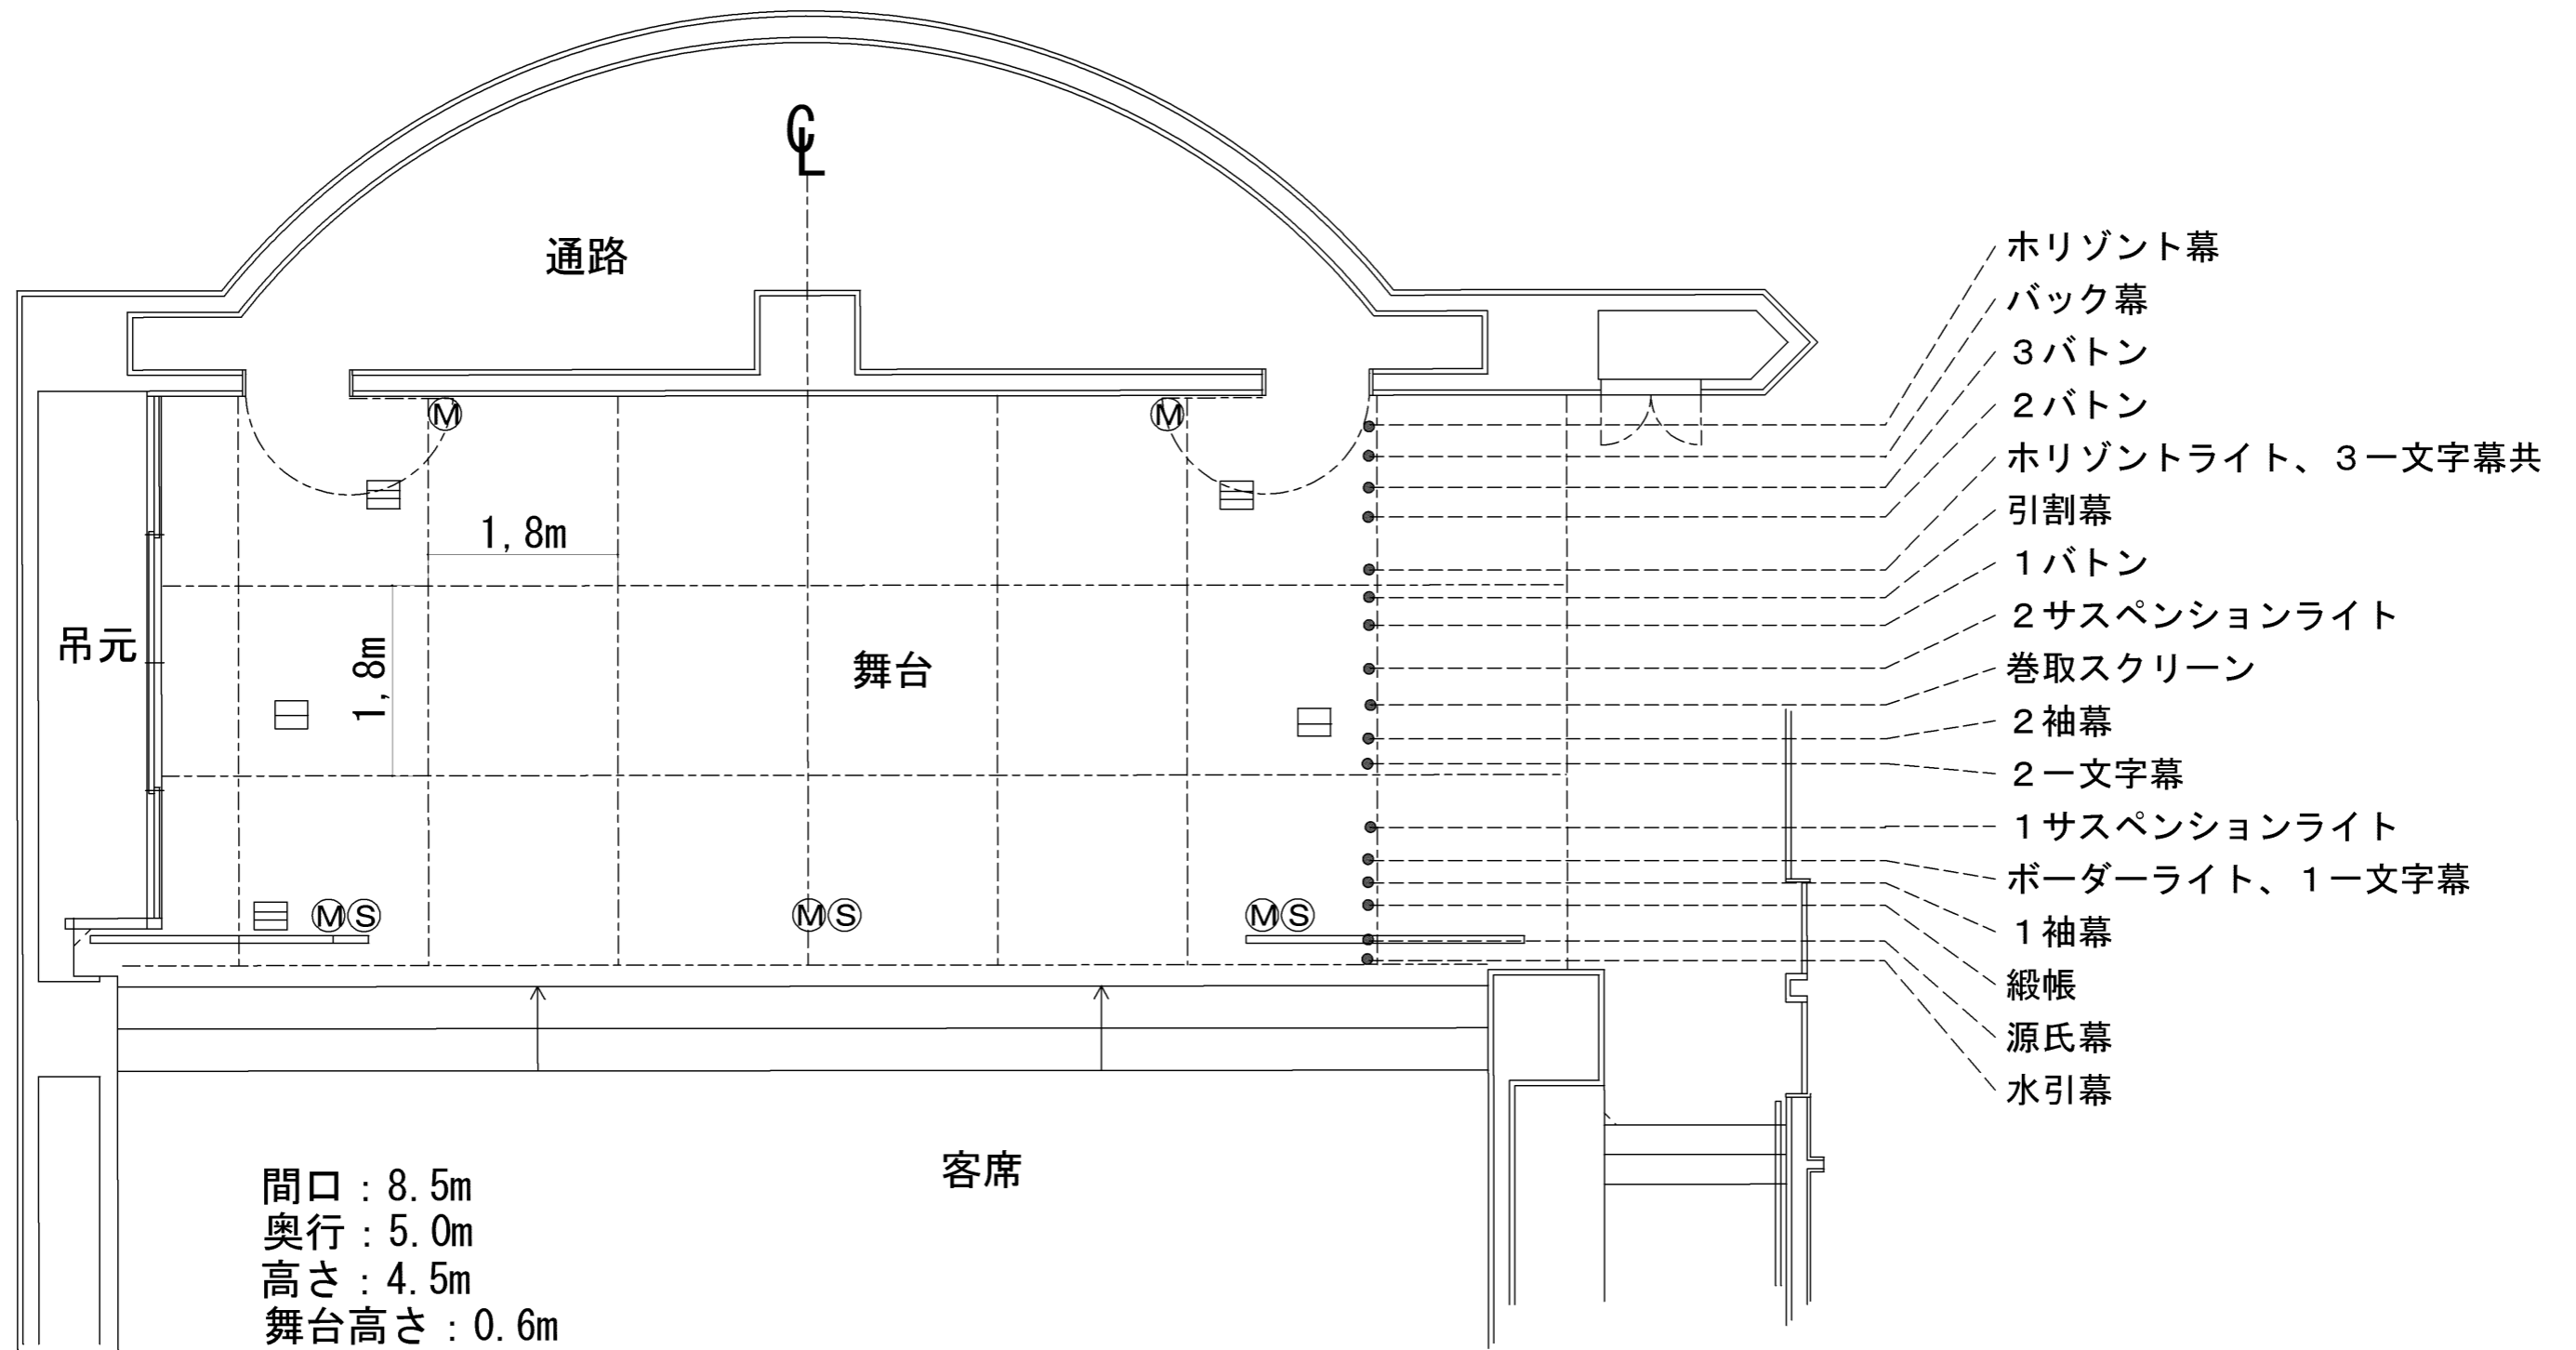 ℄
通路
ホリゾント幕
バック幕
3バトン
2バトン
ホリゾントライト、3一文字幕共
引割幕
1バトン
2サスペンションライト
巻取スクリーン
2袖幕
2一文字幕
1サスペンションライト
ボーダーライト、1一文字幕
1袖幕
緞帳
源氏幕
水引幕
M
M
1,8m
吊元
1,8m
舞台
MS
MS
MS
客席
間口:8.5m
奥行:5.0m
高さ:4.5m
舞台高さ:0.6m